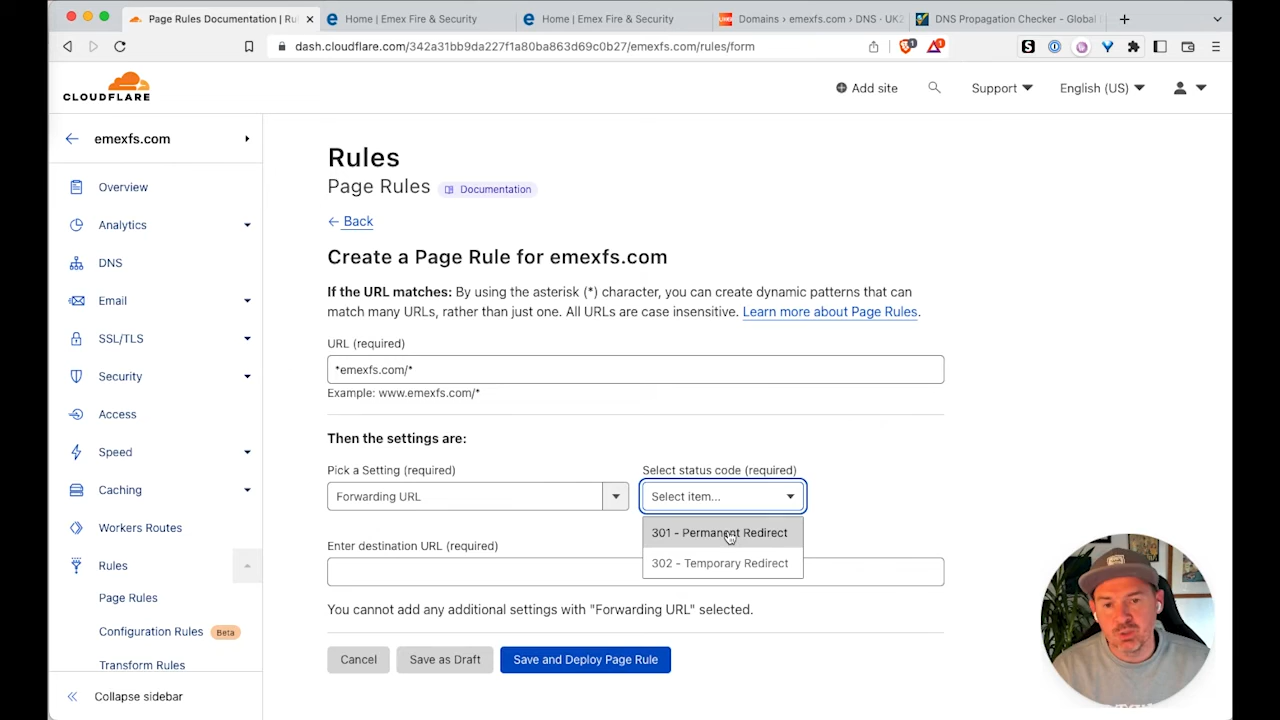 Page Rules Documentation | Ru
Home | Emex Fire & Security
Home | Emex Fire & Security
UK2
Domains › emexfs.com › DNS · UK2
DNS Propagation Checker - Global
dash.cloudflare.com/342a31bb9da227f1a80ba863d69c0b27/emexfs.com/rules/form
1
1
S
CLOUDFLARE
Add site
Support
English (US)
emexfs.com
Overview
Analytics
DNS
Email
SSL/TLS
Security
Access
Speed
Caching
Workers Routes
Rules
Page Rules
Configuration Rules Beta
Transform Rules
Collapse sidebar
Rules
Page Rules Documentation
Back
Create a Page Rule for emexfs.com
If the URL matches: By using the asterisk (*) character, you can create dynamic patterns that can
match many URLs, rather than just one. All URLs are case insensitive. Learn more about Page Rules.
URL (required)
*emexfs.com/*
Example: www.emexfs.com/*
Then the settings are:
Pick a Setting (required)
Select status code (required)
Forwarding URL
Select item...
301 - Permanent Redirect
302 - Temporary Redirect
Enter destination URL (required)
You cannot add any additional settings with "Forwarding URL" selected.
Cancel
Save as Draft
Save and Deploy Page Rule